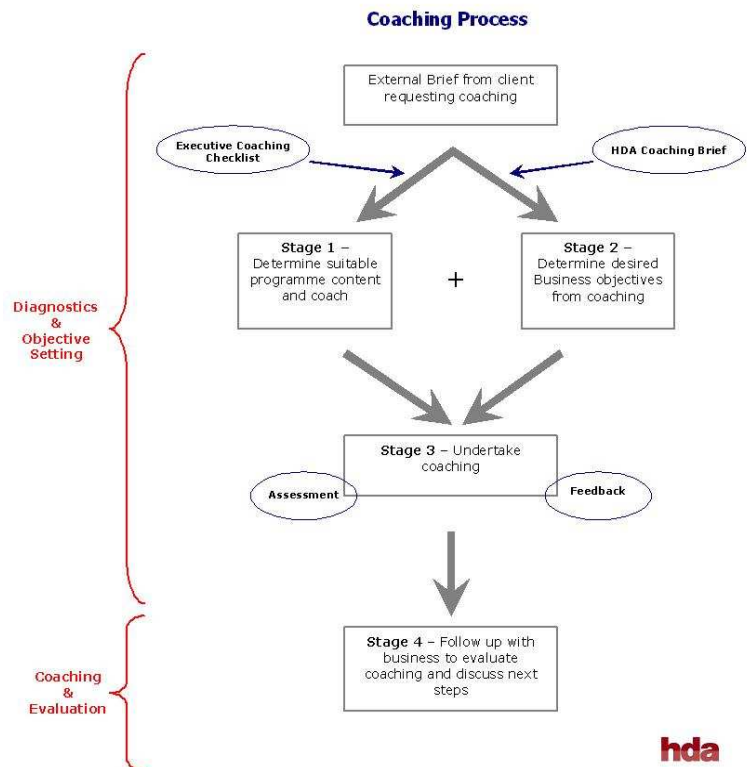 Coaching Process
External Brief from client
requesting coaching
Executive Coaching
Checklist
HDA Coaching Brief
Stage 1 –
Determine suitable
programme content
and coach
+
Stage 2 –
Determine desired
Business objectives
from coaching
Diagnostics
&
Objective
Setting
Stage 3 – Undertake
coaching
Assessment
Feedback
Stage 4 – Follow up with
business to evaluate
coaching and discuss next
steps
Coaching
&
Evaluation
hda